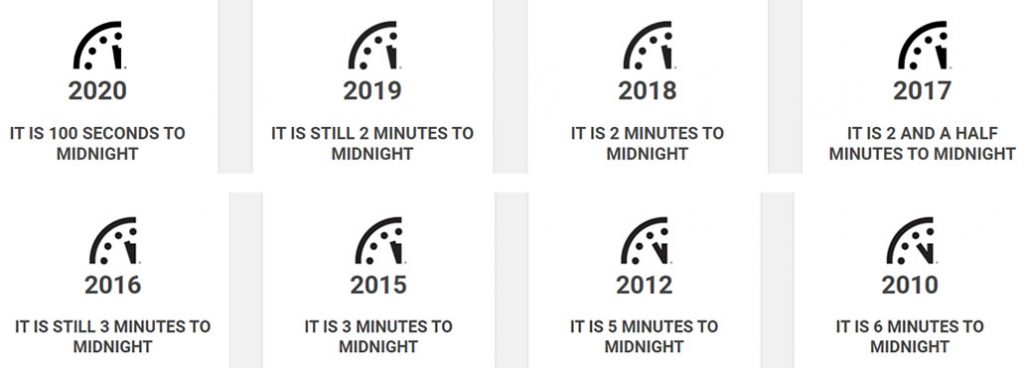 2020
IT IS 100 SECONDS TO
MIDNIGHT
2019
IT IS STILL 2 MINUTES TO
MIDNIGHT
2018
IT IS 2 MINUTES TO
MIDNIGHT
2017
IT IS 2 AND A HALF
MINUTES TO MIDNIGHT
2016
IT IS STILL 3 MINUTES TO
MIDNIGHT
2015
IT IS 3 MINUTES TO
MIDNIGHT
2012
IT IS 5 MINUTES TO
MIDNIGHT
2010
IT IS 6 MINUTES TO
MIDNIGHT